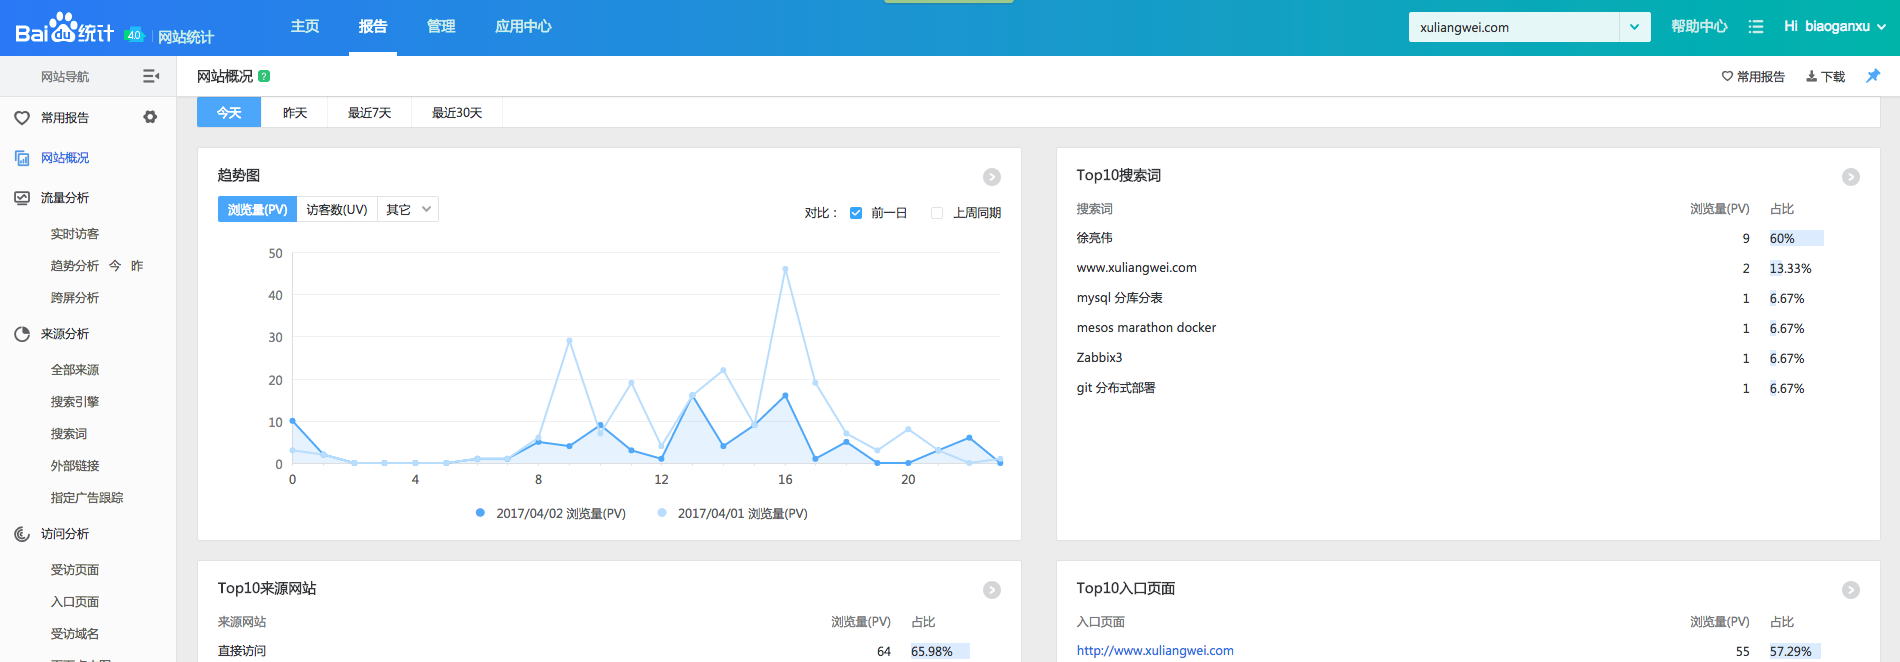 Bai du 统计 4.0 | 网站统计
主页 报告 管理 应用中心
xuliangwei.com
帮助中心 Hi biaoganxu
网站导航
网站概况 ?
常用报告 下载
今天 昨天 最近7天 最近30天
常用报告
网站概况
流量分析
实时访客
趋势分析 今 昨
跨屏分析
来源分析
全部来源
搜索引擎
搜索词
外部链接
指定广告跟踪
访问分析
受访页面
入口页面
受访域名
趋势图
浏览量(PV) 访客数(UV) 其它
对比： 前一日 上周同期
50
40
30
20
10
0
0 4 8 12 16 20
2017/04/02 浏览量(PV) 2017/04/01 浏览量(PV)
Top10搜索词
搜索词 浏览量(PV) 占比
徐亮伟 9 60%
www.xuliangwei.com 2 13.33%
mysql 分库分表 1 6.67%
mesos marathon docker 1 6.67%
Zabbix3 1 6.67%
git 分布式部署 1 6.67%
Top10来源网站
来源网站 浏览量(PV) 占比
直接访问 64 65.98%
Top10入口页面
入口页面 浏览量(PV) 占比
http://www.xuliangwei.com 55 57.29%